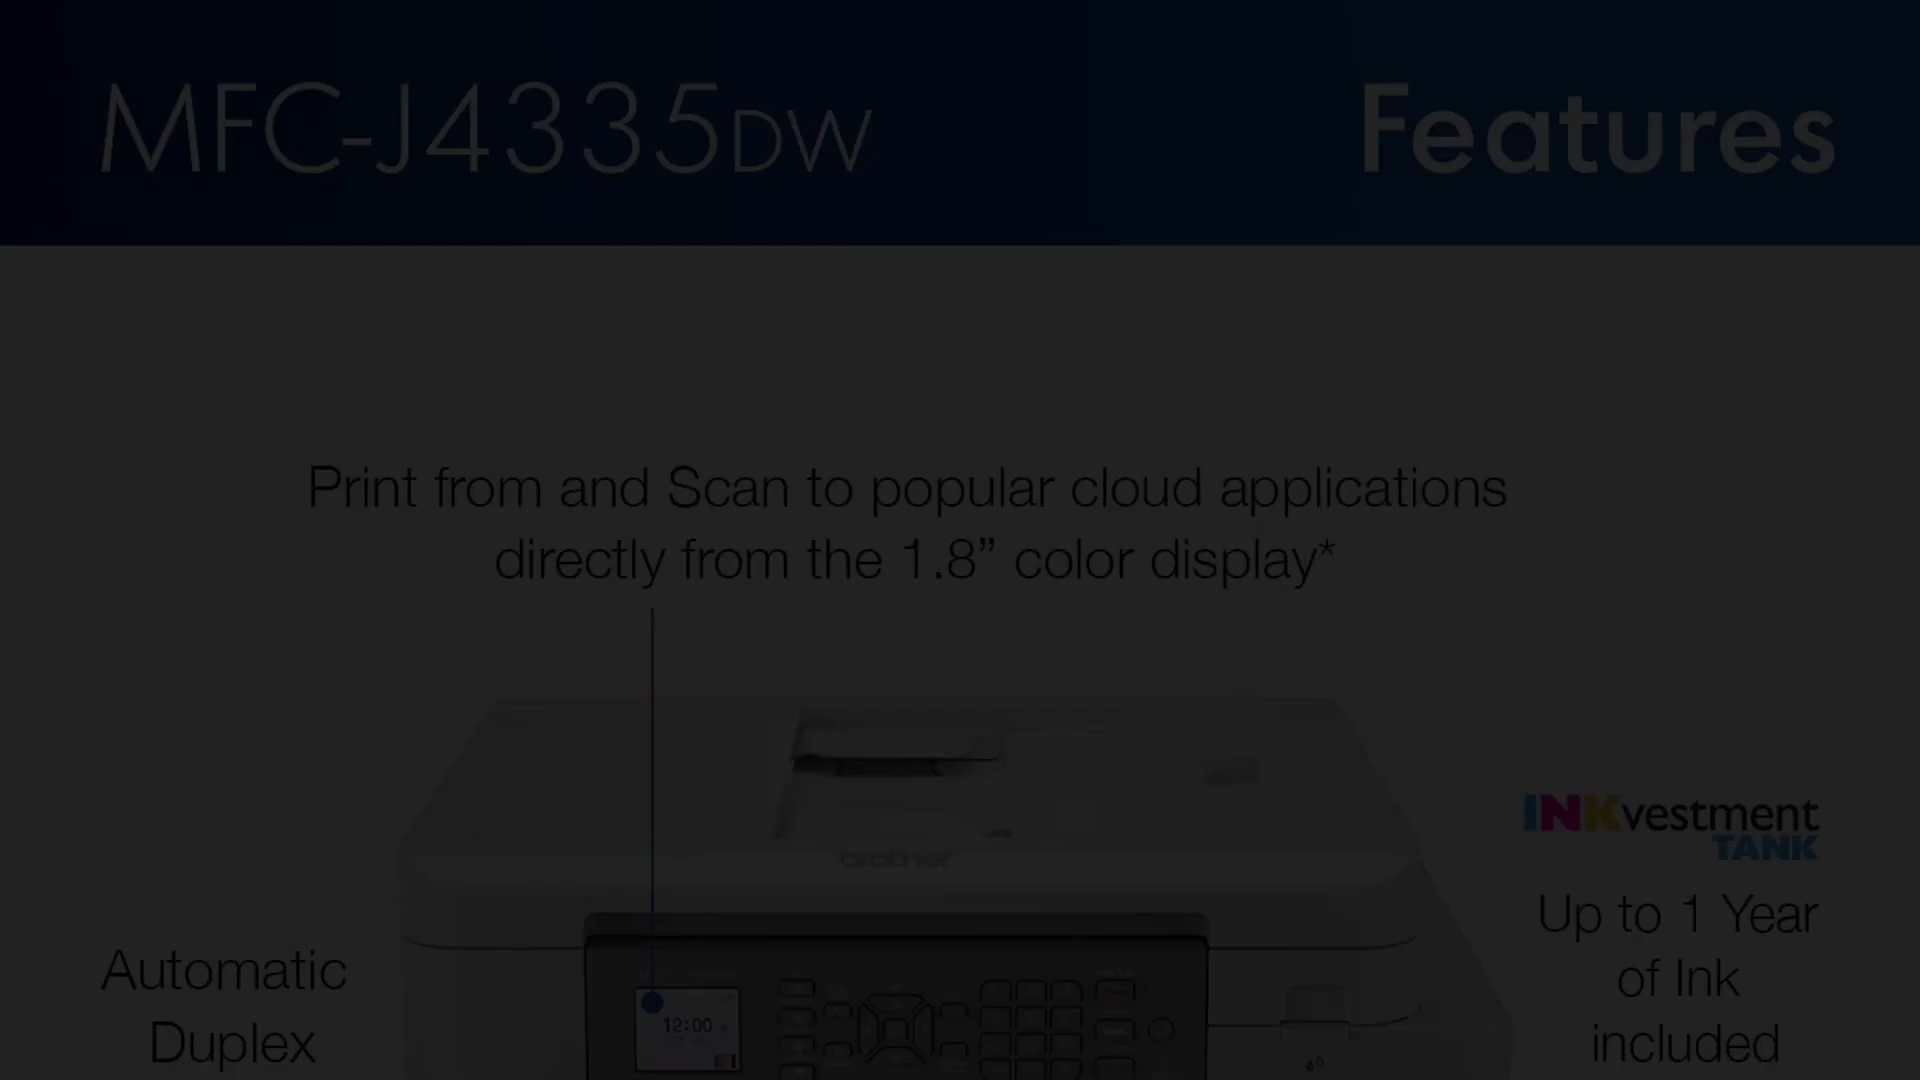 MFC-J4335DW
Features
Print from and Scan to popular cloud applications
directly from the 1.8” color display*
INKvestment
TANK
Up to 1 Year
of Ink
included
Automatic
Duplex
brother
12:00